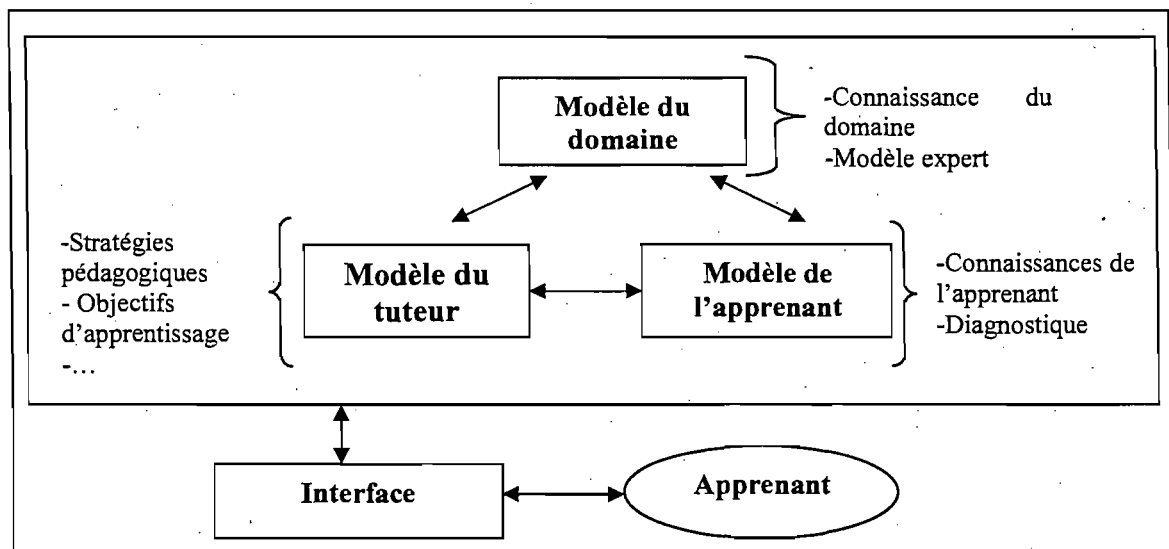 Modèle du
domaine
-Connaissance du
domaine
-Modèle expert
-Stratégies
pédagogiques
- Objectifs
d'apprentissage
-...
Modèle du
tuteur
Modèle de
l'apprenant
-Connaissances de
l'apprenant
-Diagnostique
Interface
Apprenant